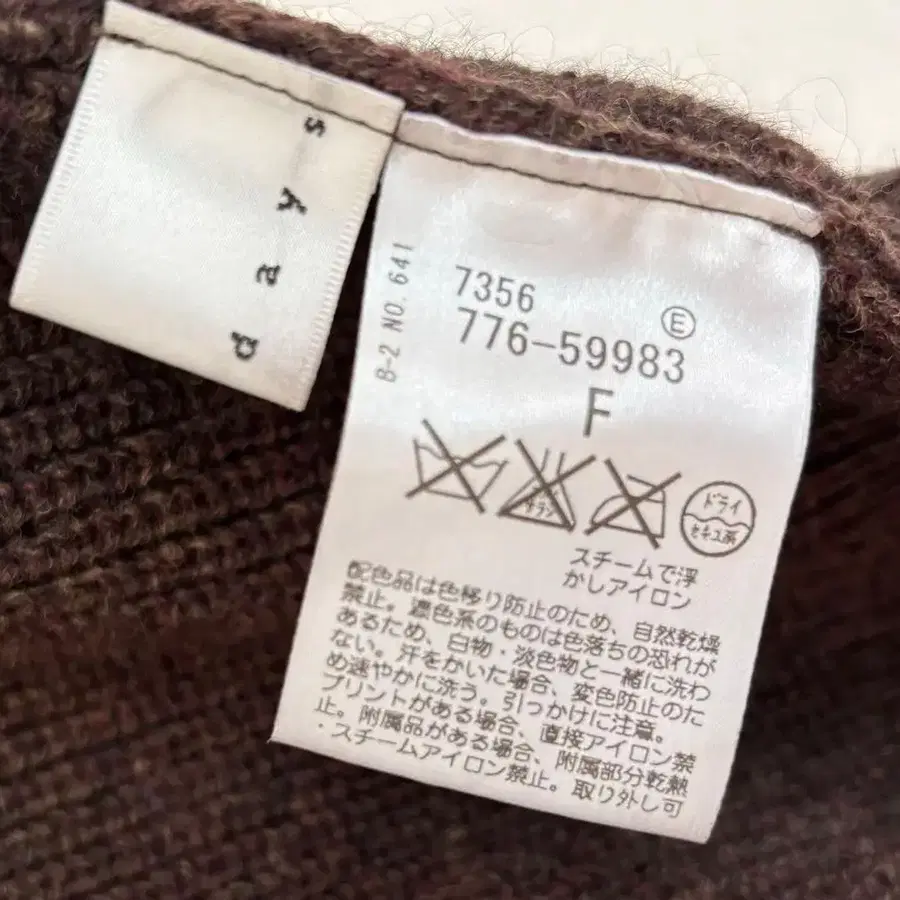 days
B-2 NO. 641
7356
Ⓔ
776-59983
F
エンソ
サラシ
ドライ
セキユ系
スチームで浮
かしアイロン
配色品は色移り防止のため、自然乾燥
禁止。濃色系のものは色落ちの恐れが
あるため、白物・淡色物と一緒に洗わ
ない。汗をかいた場合、変色防止のた
め速やかに洗う。引っかけに注意。
プリントがある場合、直接アイロン禁
止。附属品がある場合、附属部分乾熱
・スチームアイロン禁止。取り外し可